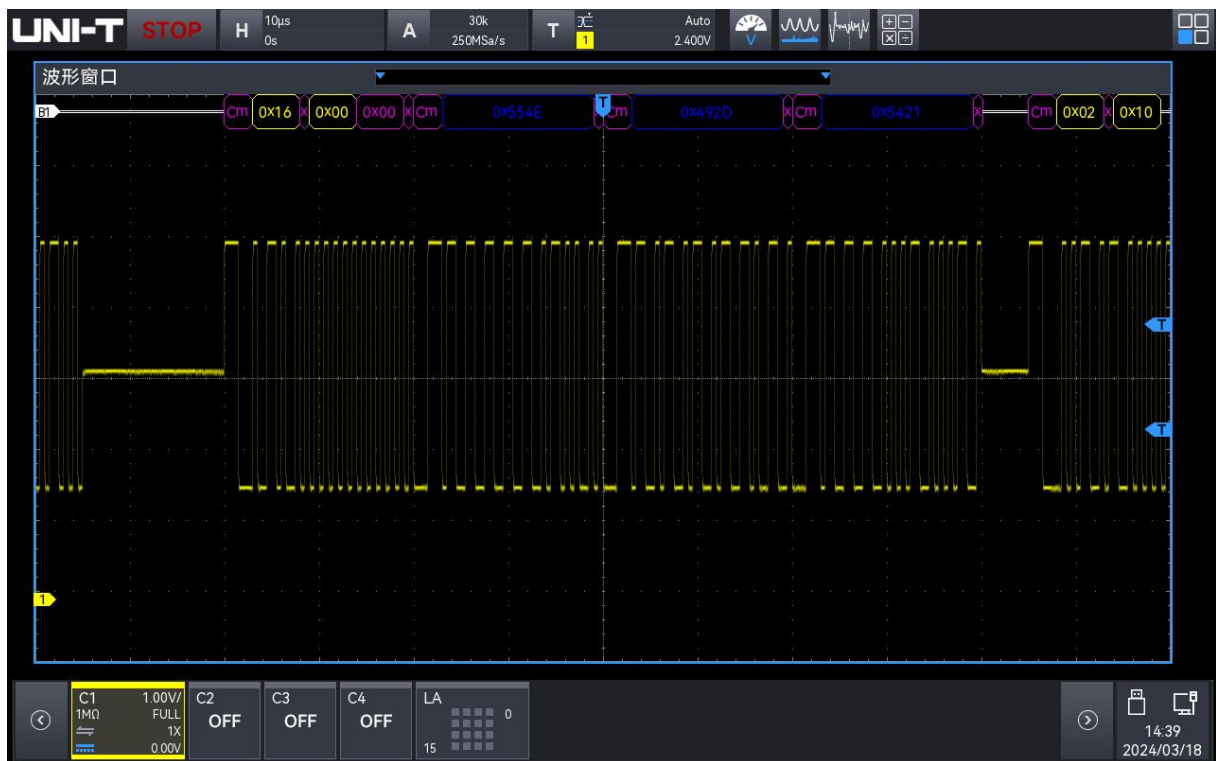 UNI-T STOP H 10μs 0s A 30k 250MSa/s T 1 Auto 2.400V V
波形窗口
B1 Cm 0X16 X 0X00 0X00 X Cm 0X554E T Cm 0X492D X Cm 0X5421 X Cm 0X02 X 0X10
T
T
1
C1 1.00V/ 1MΩ FULL 1X 0.00V
C2 OFF
C3 OFF
C4 OFF
LA 0 15
14:39
2024/03/18